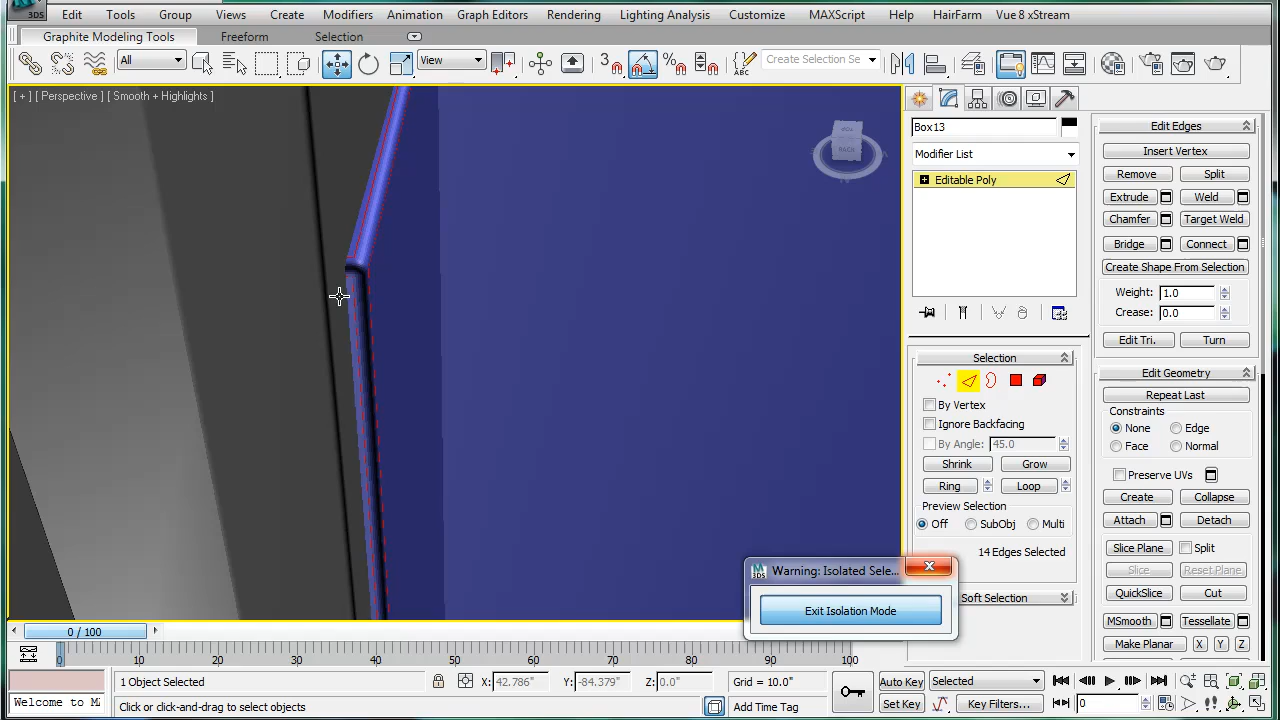 3DS
Edit Tools Group Views Create Modifiers Animation Graph Editors Rendering Lighting Analysis Customize MAXScript Help HairFarm Vue 8 xStream
Graphite Modeling Tools Freeform Selection
All View 3 % ABC Create Selection Se
[ + ] [ Perspective ] [ Smooth + Highlights ]
BACK
Box13
Modifier List
Editable Poly
Selection
By Vertex
Ignore Backfacing
By Angle: 45.0
Shrink Grow
Ring Loop
Preview Selection
Off SubObj Multi
14 Edges Selected
Soft Selection
Edit Edges
Insert Vertex
Remove Split
Extrude Weld
Chamfer Target Weld
Bridge Connect
Create Shape From Selection
Weight: 1.0
Crease: 0.0
Edit Tri. Turn
Edit Geometry
Repeat Last
Constraints
None Edge
Face Normal
Preserve UVs
Create Collapse
Attach Detach
Slice Plane Split
Slice Reset Plane
QuickSlice Cut
MSmooth Tessellate
Make Planar X Y Z
3DS Warning: Isolated Sele...
Exit Isolation Mode
0 / 100
0 10 20 30 40 50 60 70 80 90 100
1 Object Selected X: 42.786" Y: -84.379" Z: 0.0" Grid = 10.0" Auto Key Selected
Welcome to M Click or click-and-drag to select objects Add Time Tag Set Key Key Filters... 0